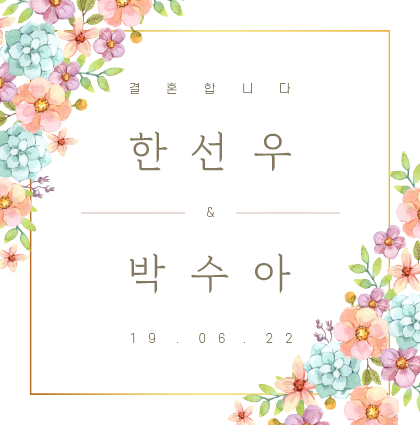 결 혼 합 니 다
한 선 우
&
박 수 아
19 . 06 . 22